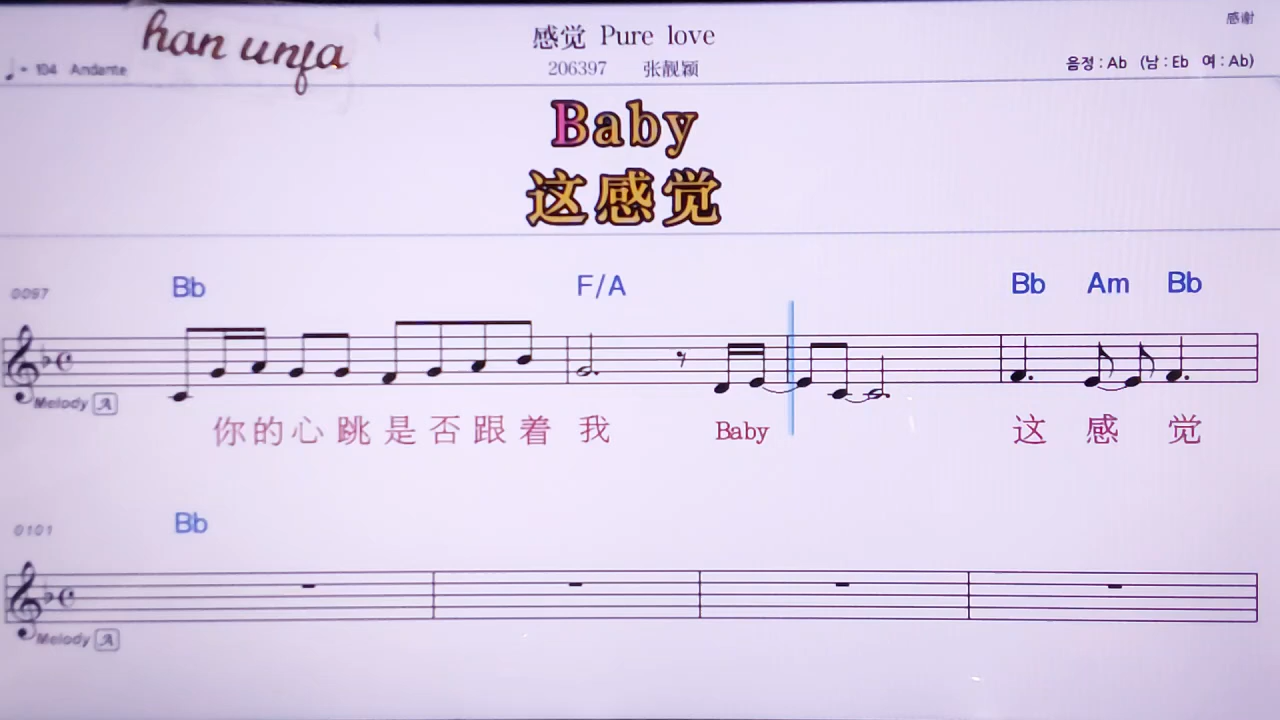 han unja
感觉 Pure love
感谢
♩= 104 Andante
206397 张靓颖
음정 : Ab (남 : Eb 여 : Ab)
Baby
这感觉
0097
Bb F/A Bb Am Bb
Melody A
你的心跳是否跟着我 Baby 这感觉
0101
Bb
Melody A